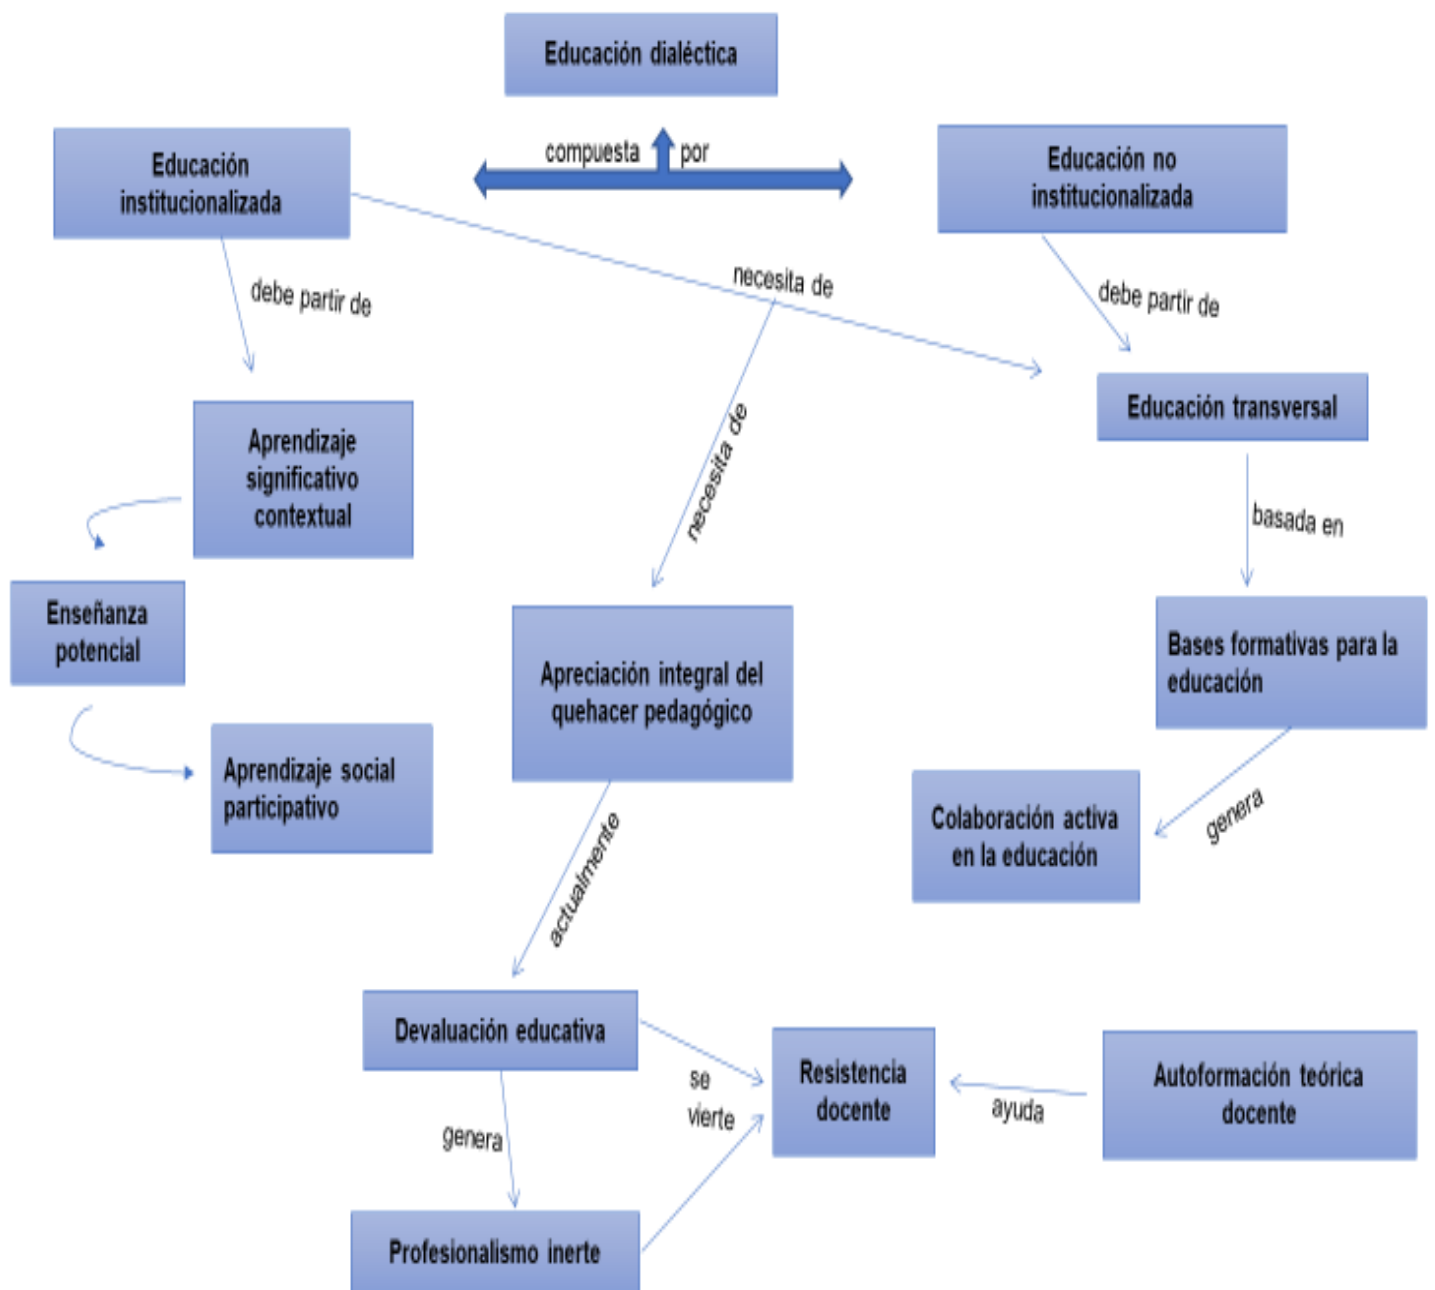 Educación dialéctica
compuesta por
Educación
institucionalizada
Educación no
institucionalizada
necesita de
debe partir de
debe partir de
Educación transversal
Aprendizaje
significativo
contextual
necesita de
basada en
Enseñanza
potencial
Apreciación integral del
quehacer pedagógico
Bases formativas para la
educación
Aprendizaje social
participativo
Colaboración activa
en la educación
genera
actualmente
Devaluación educativa
se
vierte
Resistencia
docente
ayuda
Autoformación teórica
docente
genera
Profesionalismo inerte